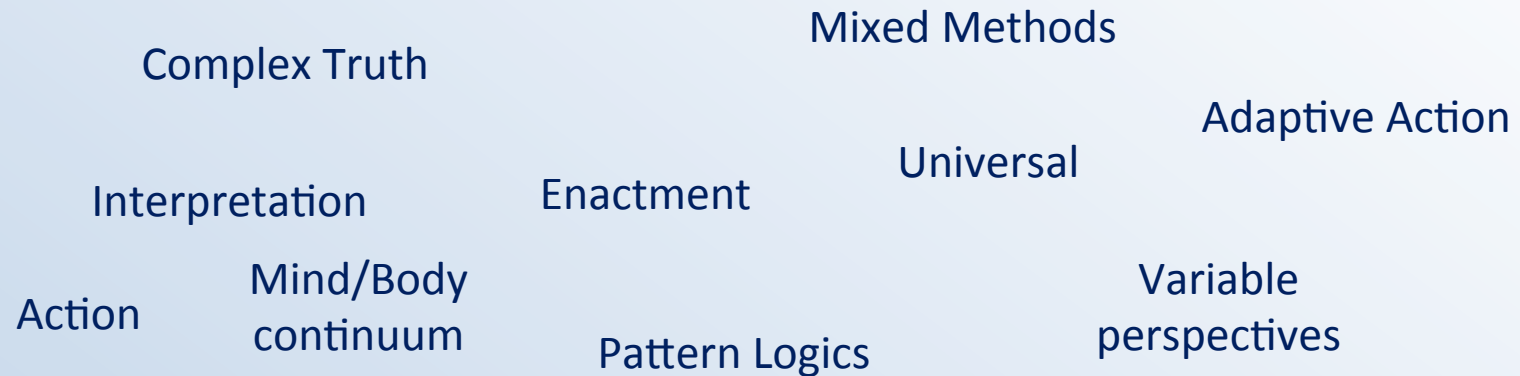 Mixed Methods
Complex Truth
Adaptive Action
Universal
Enactment
Interpretation
Mind/Body
continuum
Variable
perspectives
Action
Pattern Logics